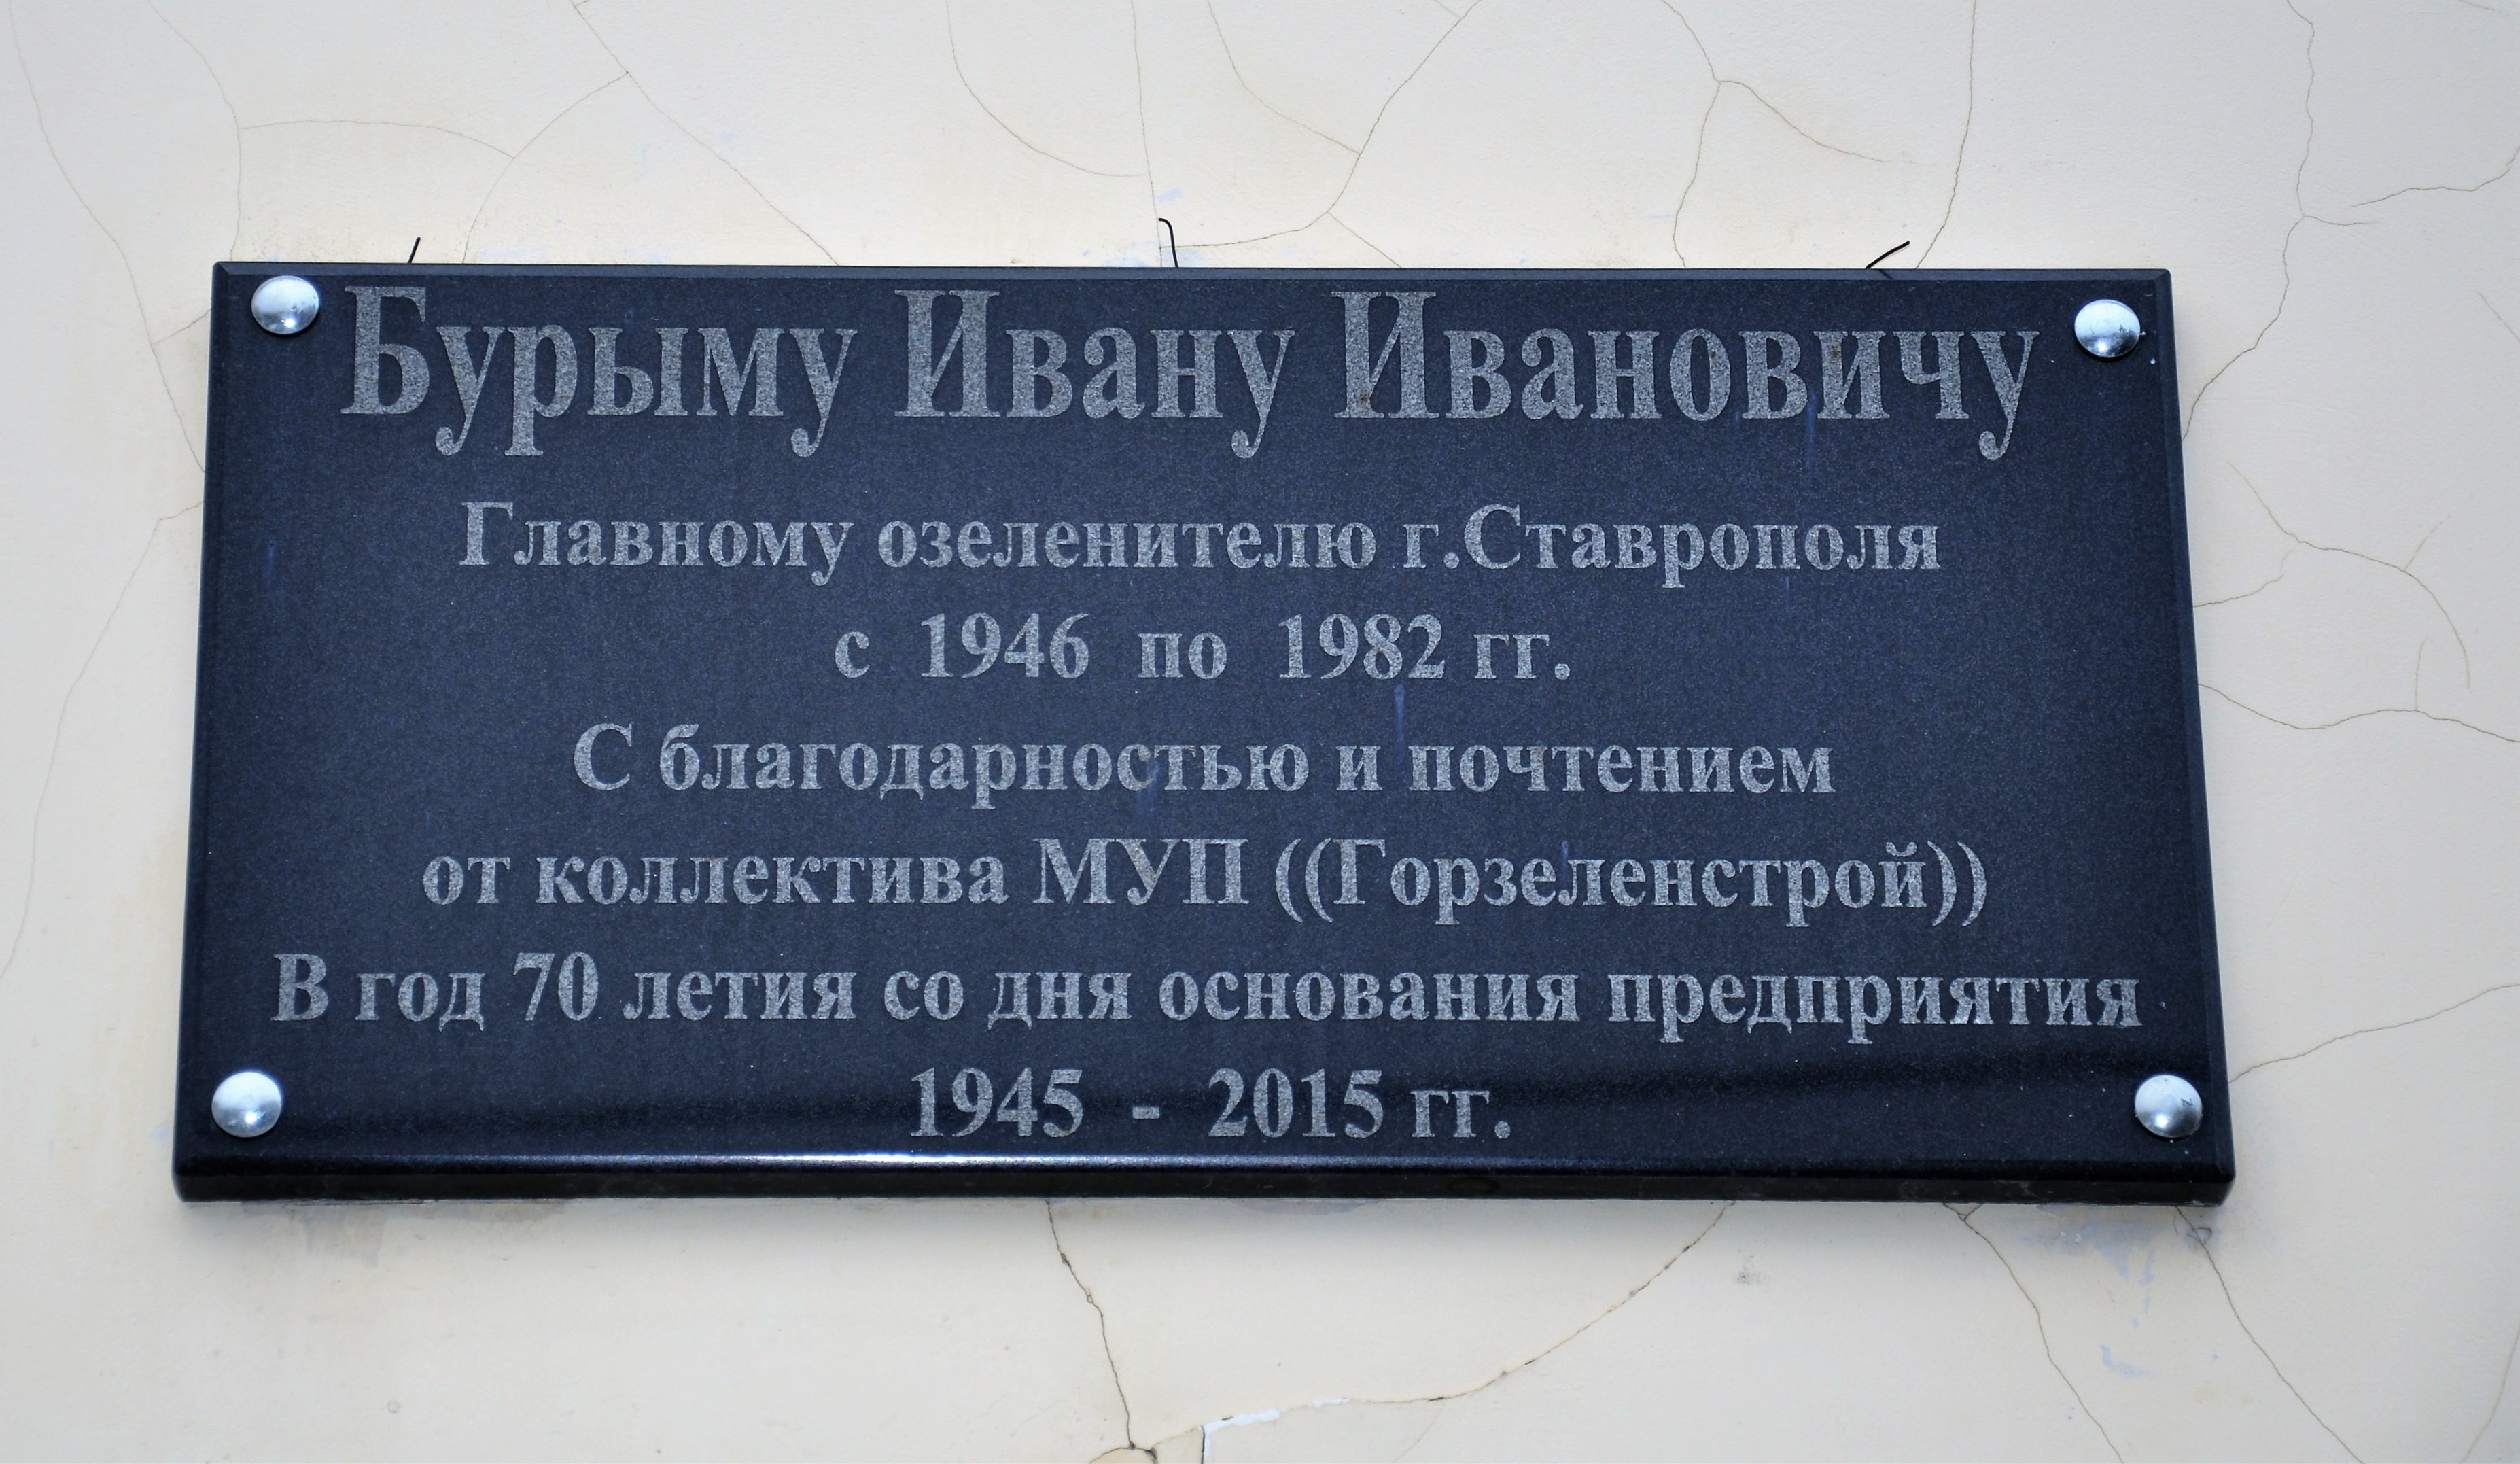 Бурыму Ивану Ивановичу
Главному озеленителю г.Ставрополя
с 1946 по 1982 гг.
С благодарностью и почтением
от коллектива МУП ((Горзеленстрой))
В год 70 летия со дня основания предприятия
1945 - 2015 гг.